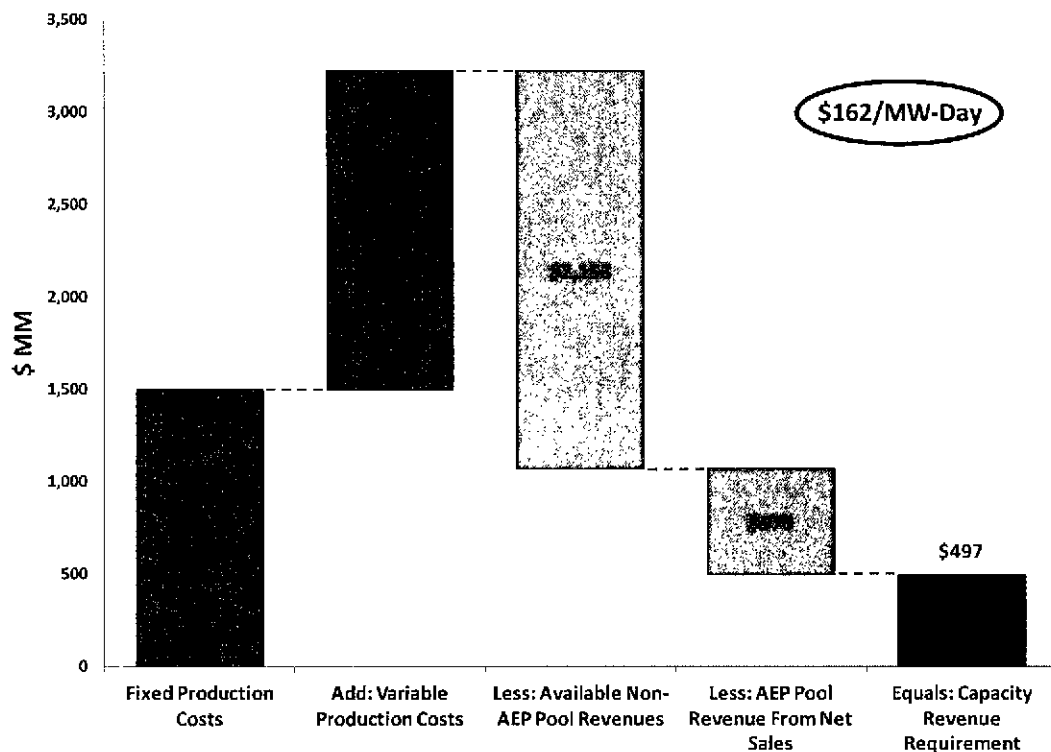 3,500
3,000
2,500
2,000
1,500
1,000
500
0
$ MM
$162/MW-Day
$497
Fixed Production
Costs
Add: Variable
Production Costs
Less: Available Non-
AEP Pool Revenues
Less: AEP Pool
Revenue From Net
Sales
Equals: Capacity
Revenue
Requirement